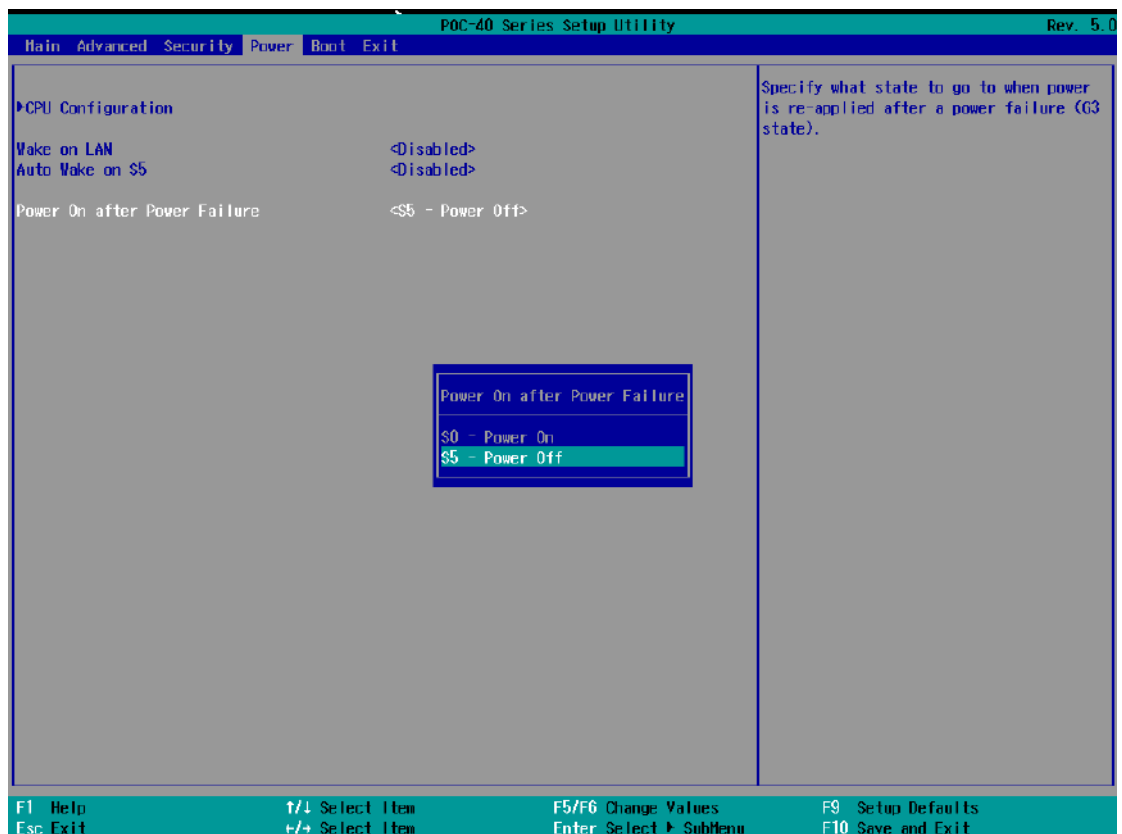 POC-40 Series Setup Utility Rev. 5.0
Main Advanced Security Power Boot Exit
▶CPU Configuration
Wake on LAN <Disabled>
Auto Wake on S5 <Disabled>
Power On after Power Failure <S5 - Power Off>
Specify what state to go to when power
is re-applied after a power failure (G3
state).
Power On after Power Failure
S0 - Power On
S5 - Power Off
F1 Help ↑/↓ Select Item F5/F6 Change Values F9 Setup Defaults
Esc Exit ←/→ Select Item Enter Select ▶ SubMenu F10 Save and Exit